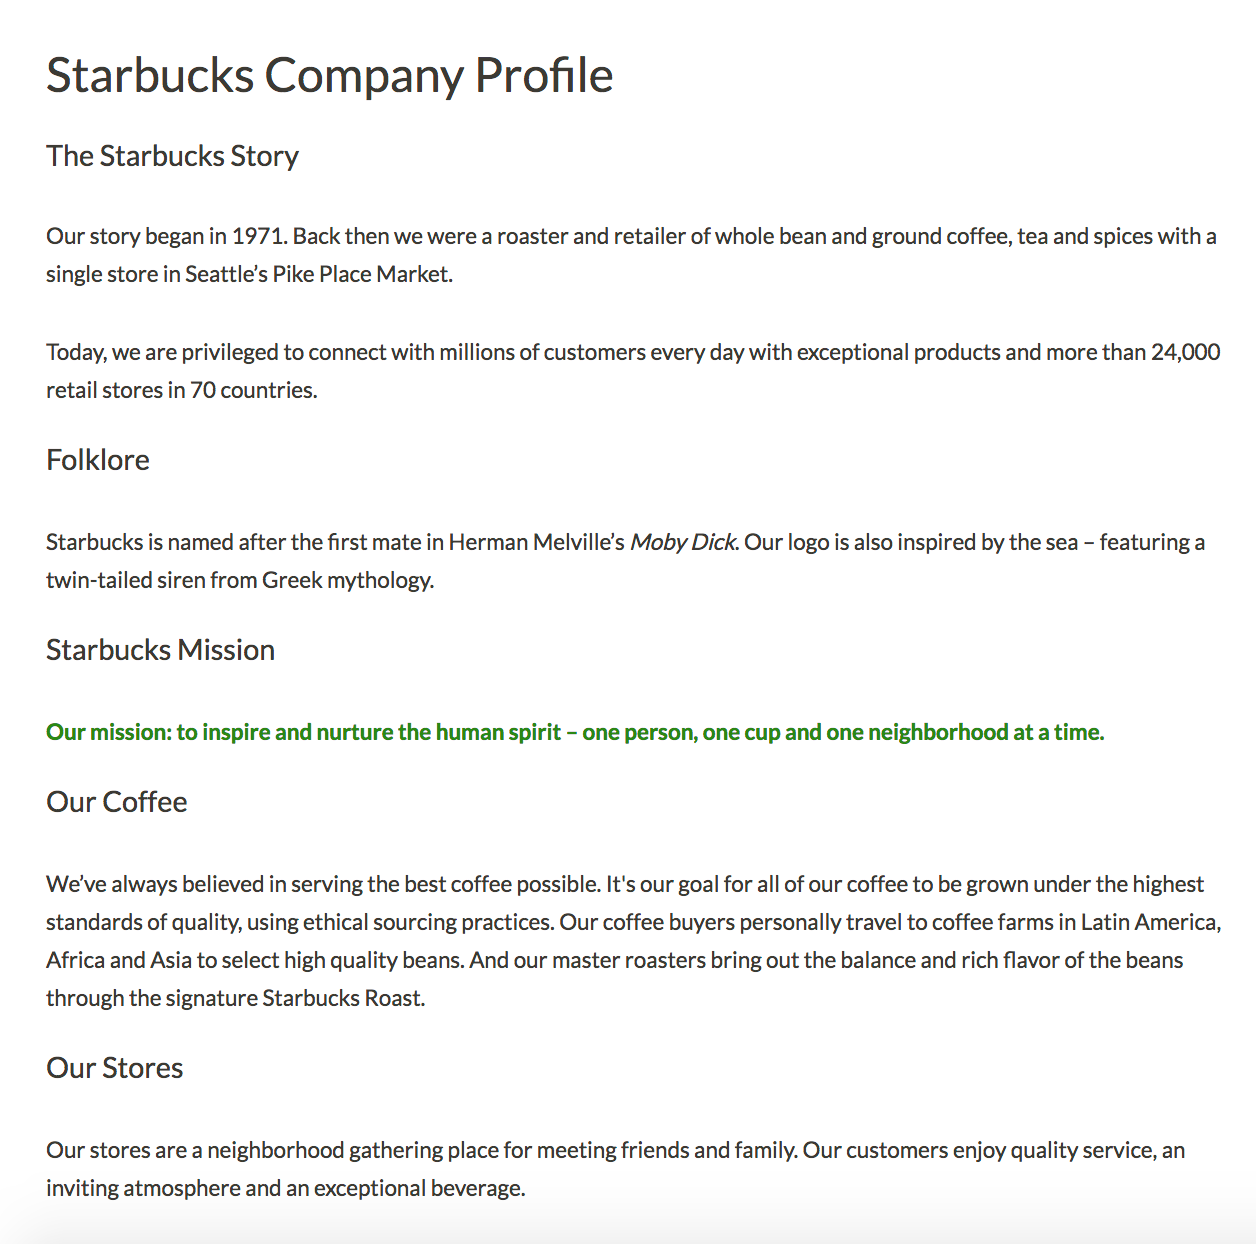 Starbucks Company Profile
The Starbucks Story
Our story began in 1971. Back then we were a roaster and retailer of whole bean and ground coffee, tea and spices with a
single store in Seattle’s Pike Place Market.
Today, we are privileged to connect with millions of customers every day with exceptional products and more than 24,000
retail stores in 70 countries.
Folklore
Starbucks is named after the first mate in Herman Melville’s Moby Dick. Our logo is also inspired by the sea – featuring a
twin-tailed siren from Greek mythology.
Starbucks Mission
Our mission: to inspire and nurture the human spirit – one person, one cup and one neighborhood at a time.
Our Coffee
We’ve always believed in serving the best coffee possible. It's our goal for all of our coffee to be grown under the highest
standards of quality, using ethical sourcing practices. Our coffee buyers personally travel to coffee farms in Latin America,
Africa and Asia to select high quality beans. And our master roasters bring out the balance and rich flavor of the beans
through the signature Starbucks Roast.
Our Stores
Our stores are a neighborhood gathering place for meeting friends and family. Our customers enjoy quality service, an
inviting atmosphere and an exceptional beverage.